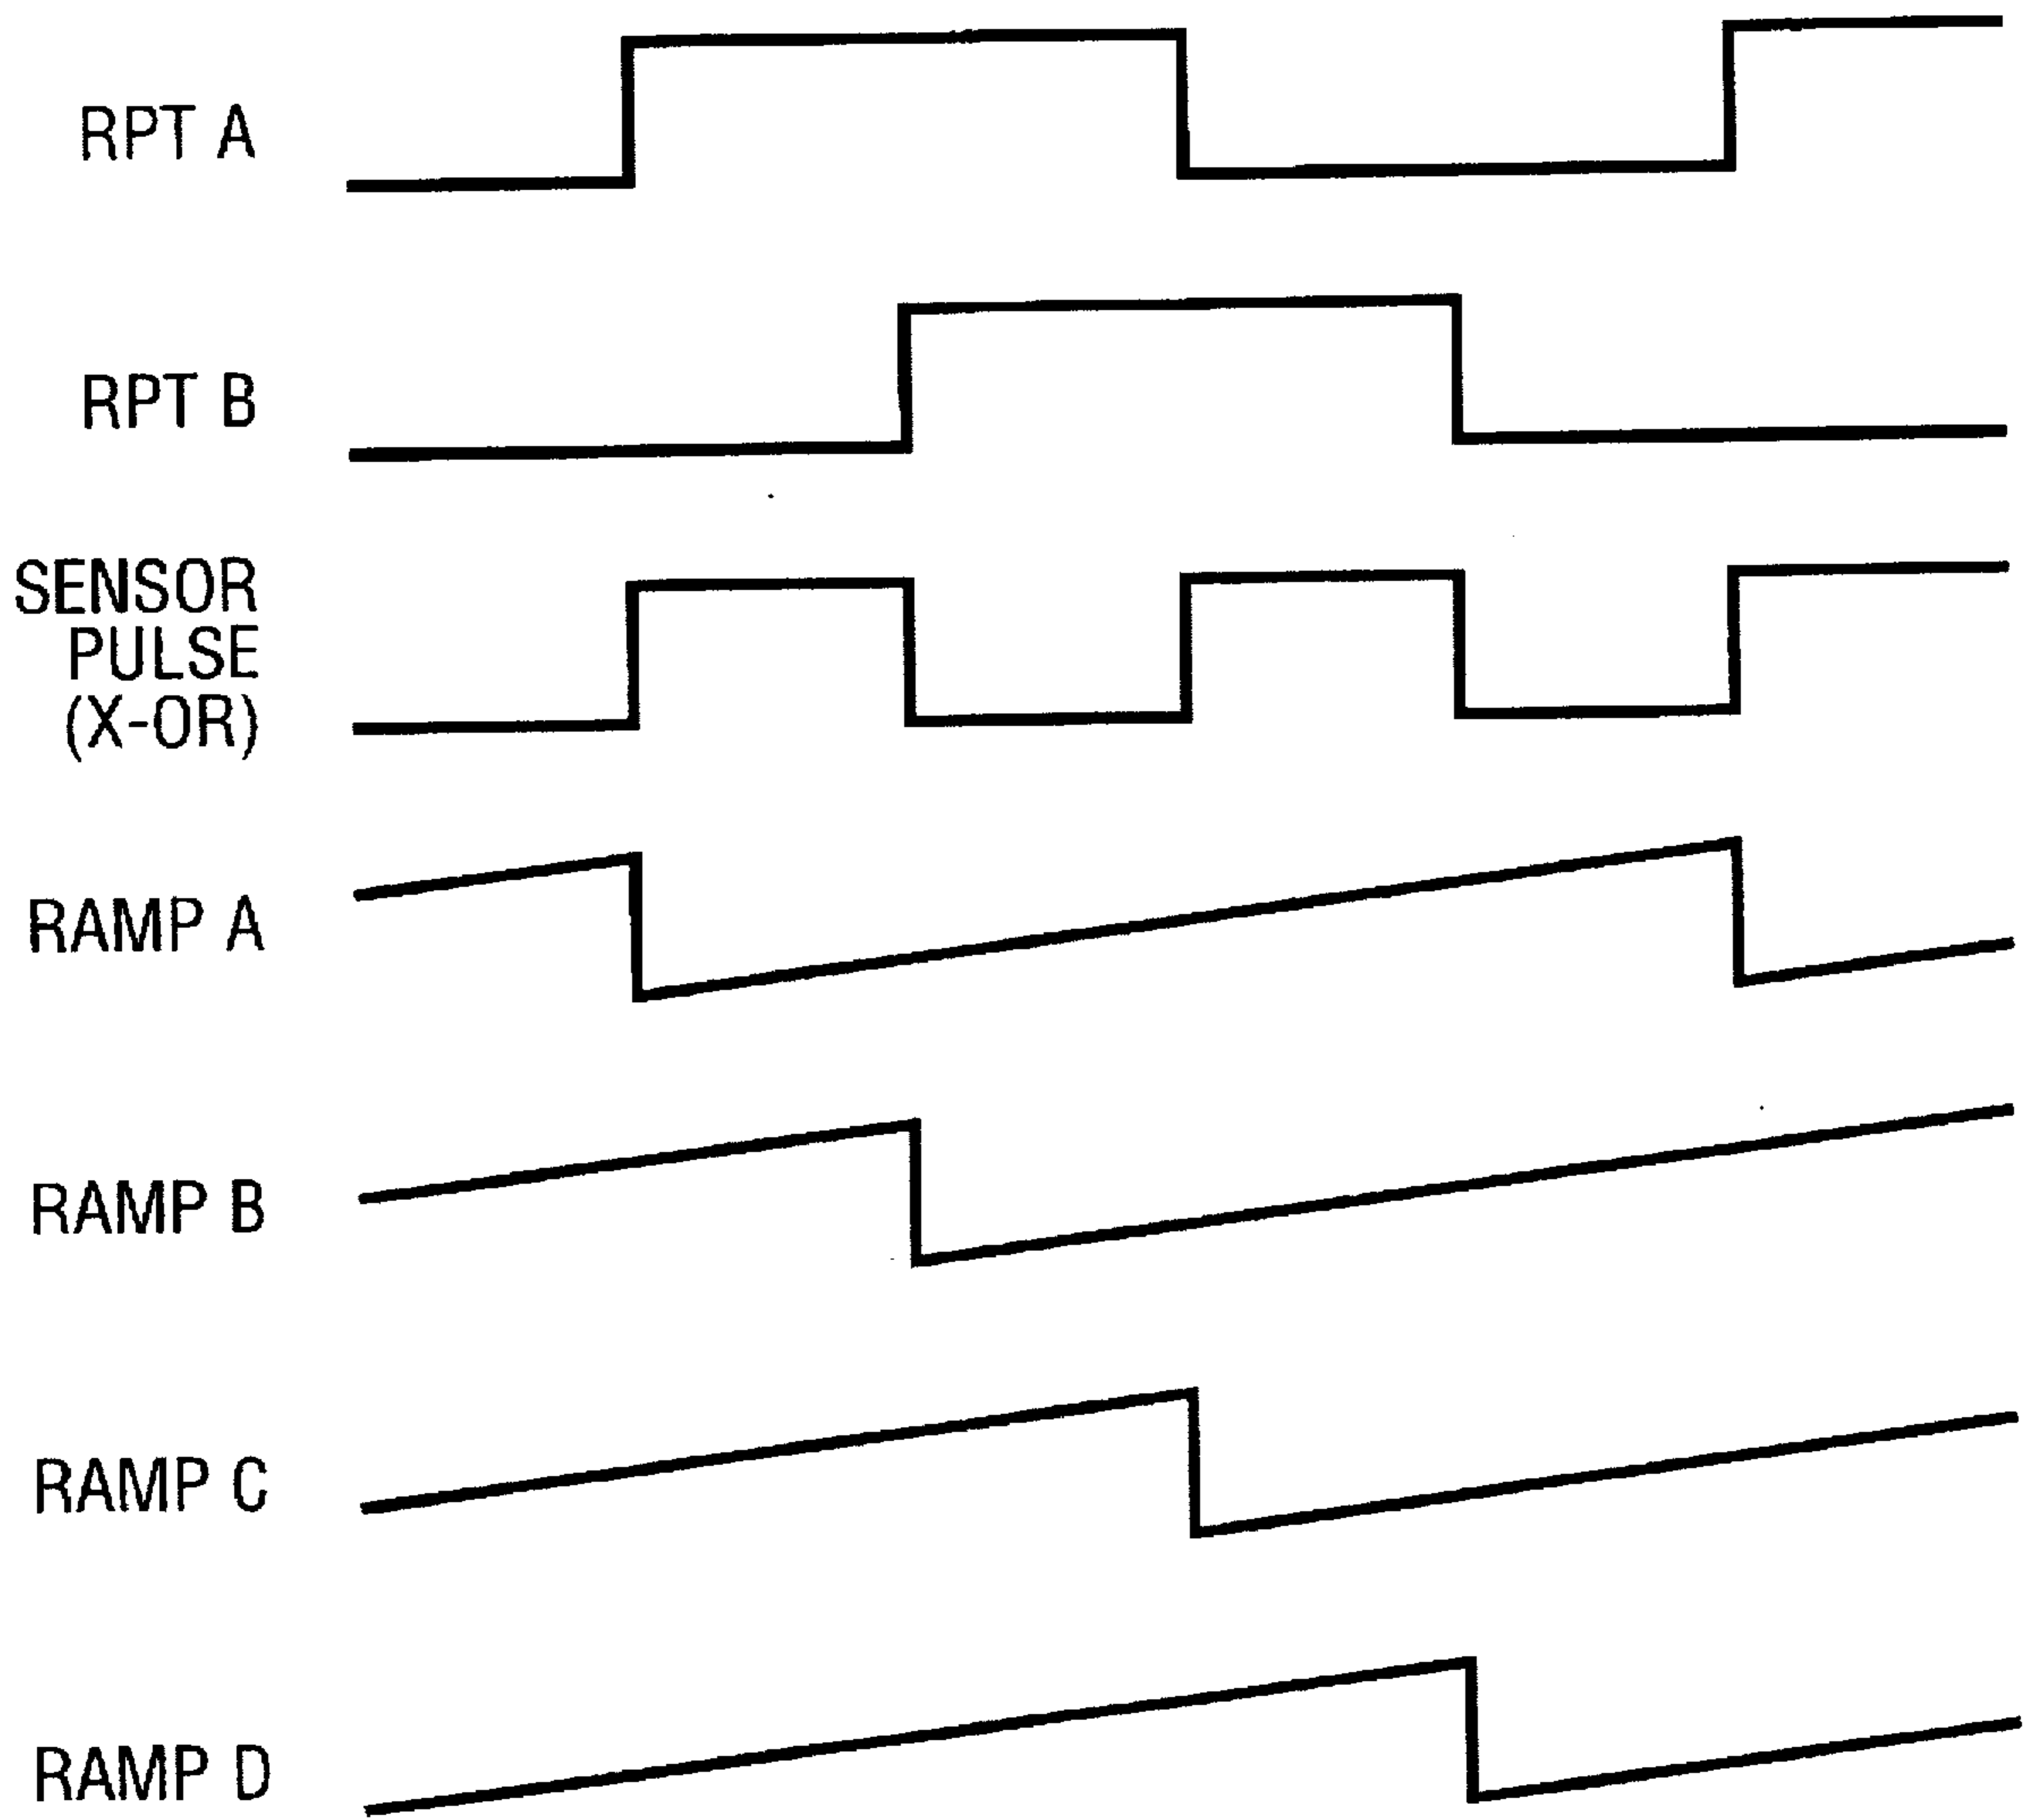 RPT A
RPT B
SENSOR
PULSE
(X-OR)
RAMP A
RAMP B
RAMP C
RAMP D